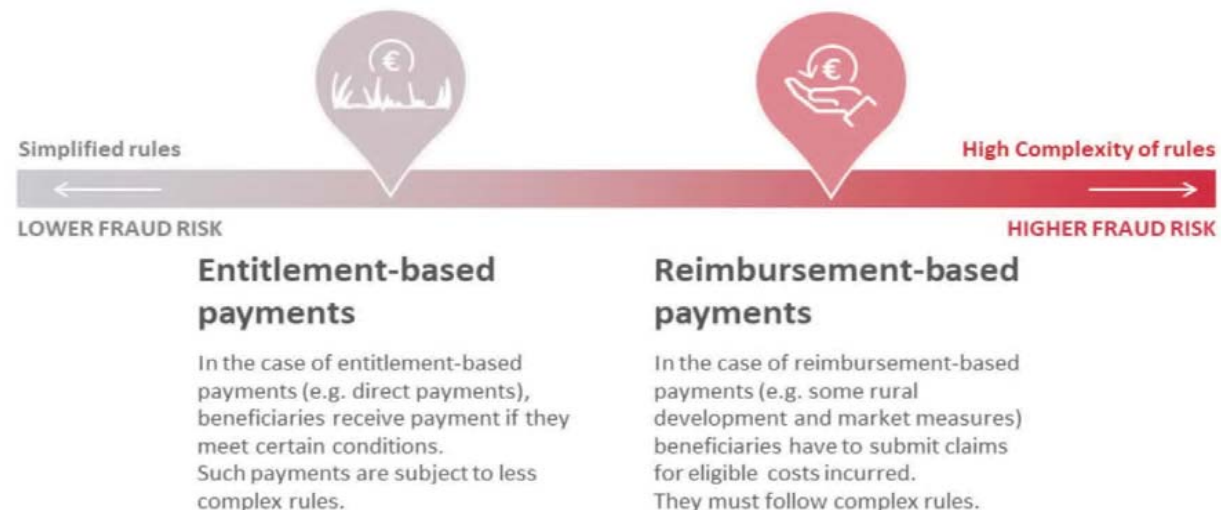 €
€
Simplified rules
High Complexity of rules
LOWER FRAUD RISK
HIGHER FRAUD RISK
Entitlement-based
payments
In the case of entitlement-based
payments (e.g. direct payments),
beneficiaries receive payment if they
meet certain conditions.
Such payments are subject to less
complex rules.
Reimbursement-based
payments
In the case of reimbursement-based
payments (e.g. some rural
development and market measures)
beneficiaries have to submit claims
for eligible costs incurred.
They must follow complex rules.